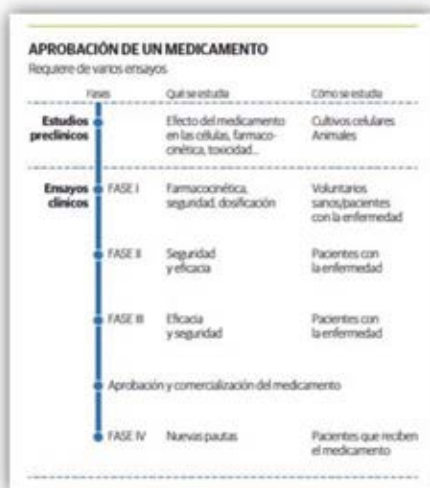 APROBACIÓN DE UN MEDICAMENTO
Requiere de varios ensayos
Fases Qué se estudia Cómo se estudia
Estudios preclínicos
Efecto del medicamento
en las células, farmaco-
cinética, toxicidad...
Cultivos celulares
Animales
Ensayos clínicos
FASE I
Farmacocinética,
seguridad, dosificación
Voluntarios
sanos/pacientes
con la enfermedad
FASE II
Seguridad
y eficacia
Pacientes con
la enfermedad
FASE III
Eficacia
y seguridad
Pacientes con
la enfermedad
Aprobación y comercialización del medicamento
FASE IV
Nuevas pautas
Pacientes que reciben
el medicamento